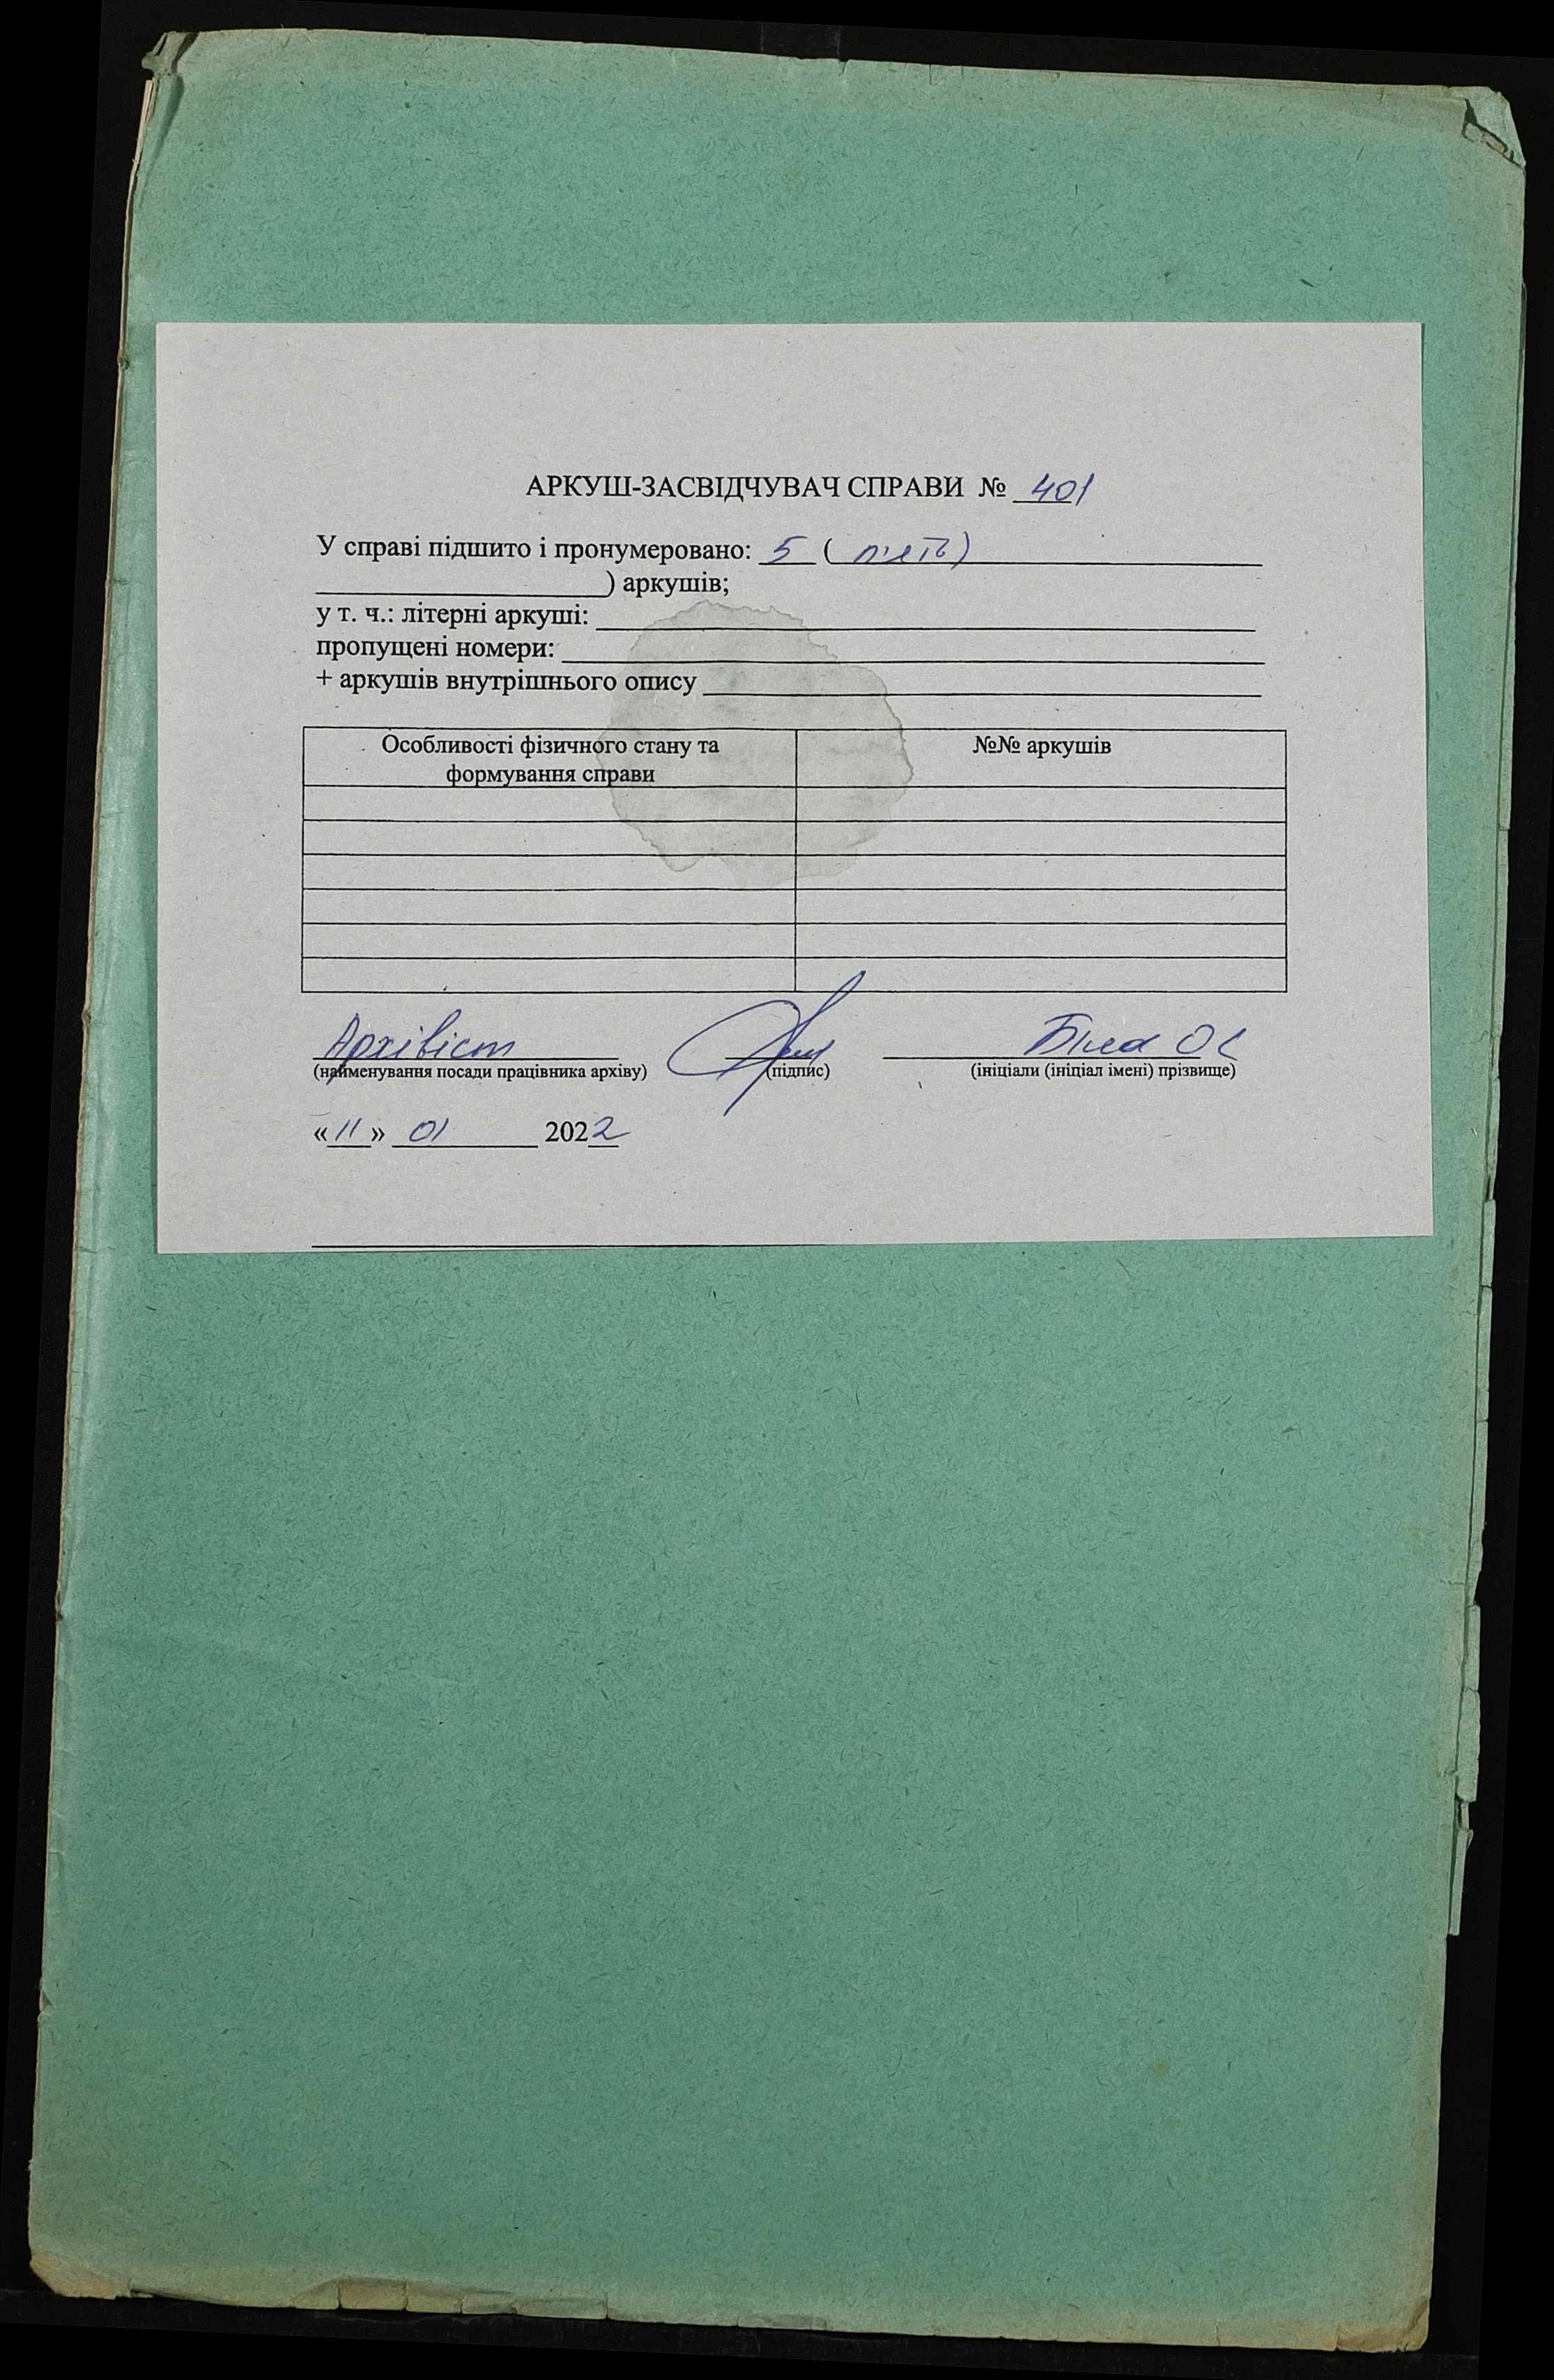 АРКУШ-ЗАСВІДЧУВАЧ СПРАВИ № 401
У справі підшито і пронумеровано: 5 ( п'ять)
) аркушів;
у т. ч.: літерні аркуші:
пропущені номери:
+ аркушів внутрішнього опису
Особливості фізичного стану та формування справи №№ аркушів
Архівіст Біла ОС
(найменування посади працівника архіву) (підпис) (ініціали (ініціал імені) прізвище)
«11» 01 2022